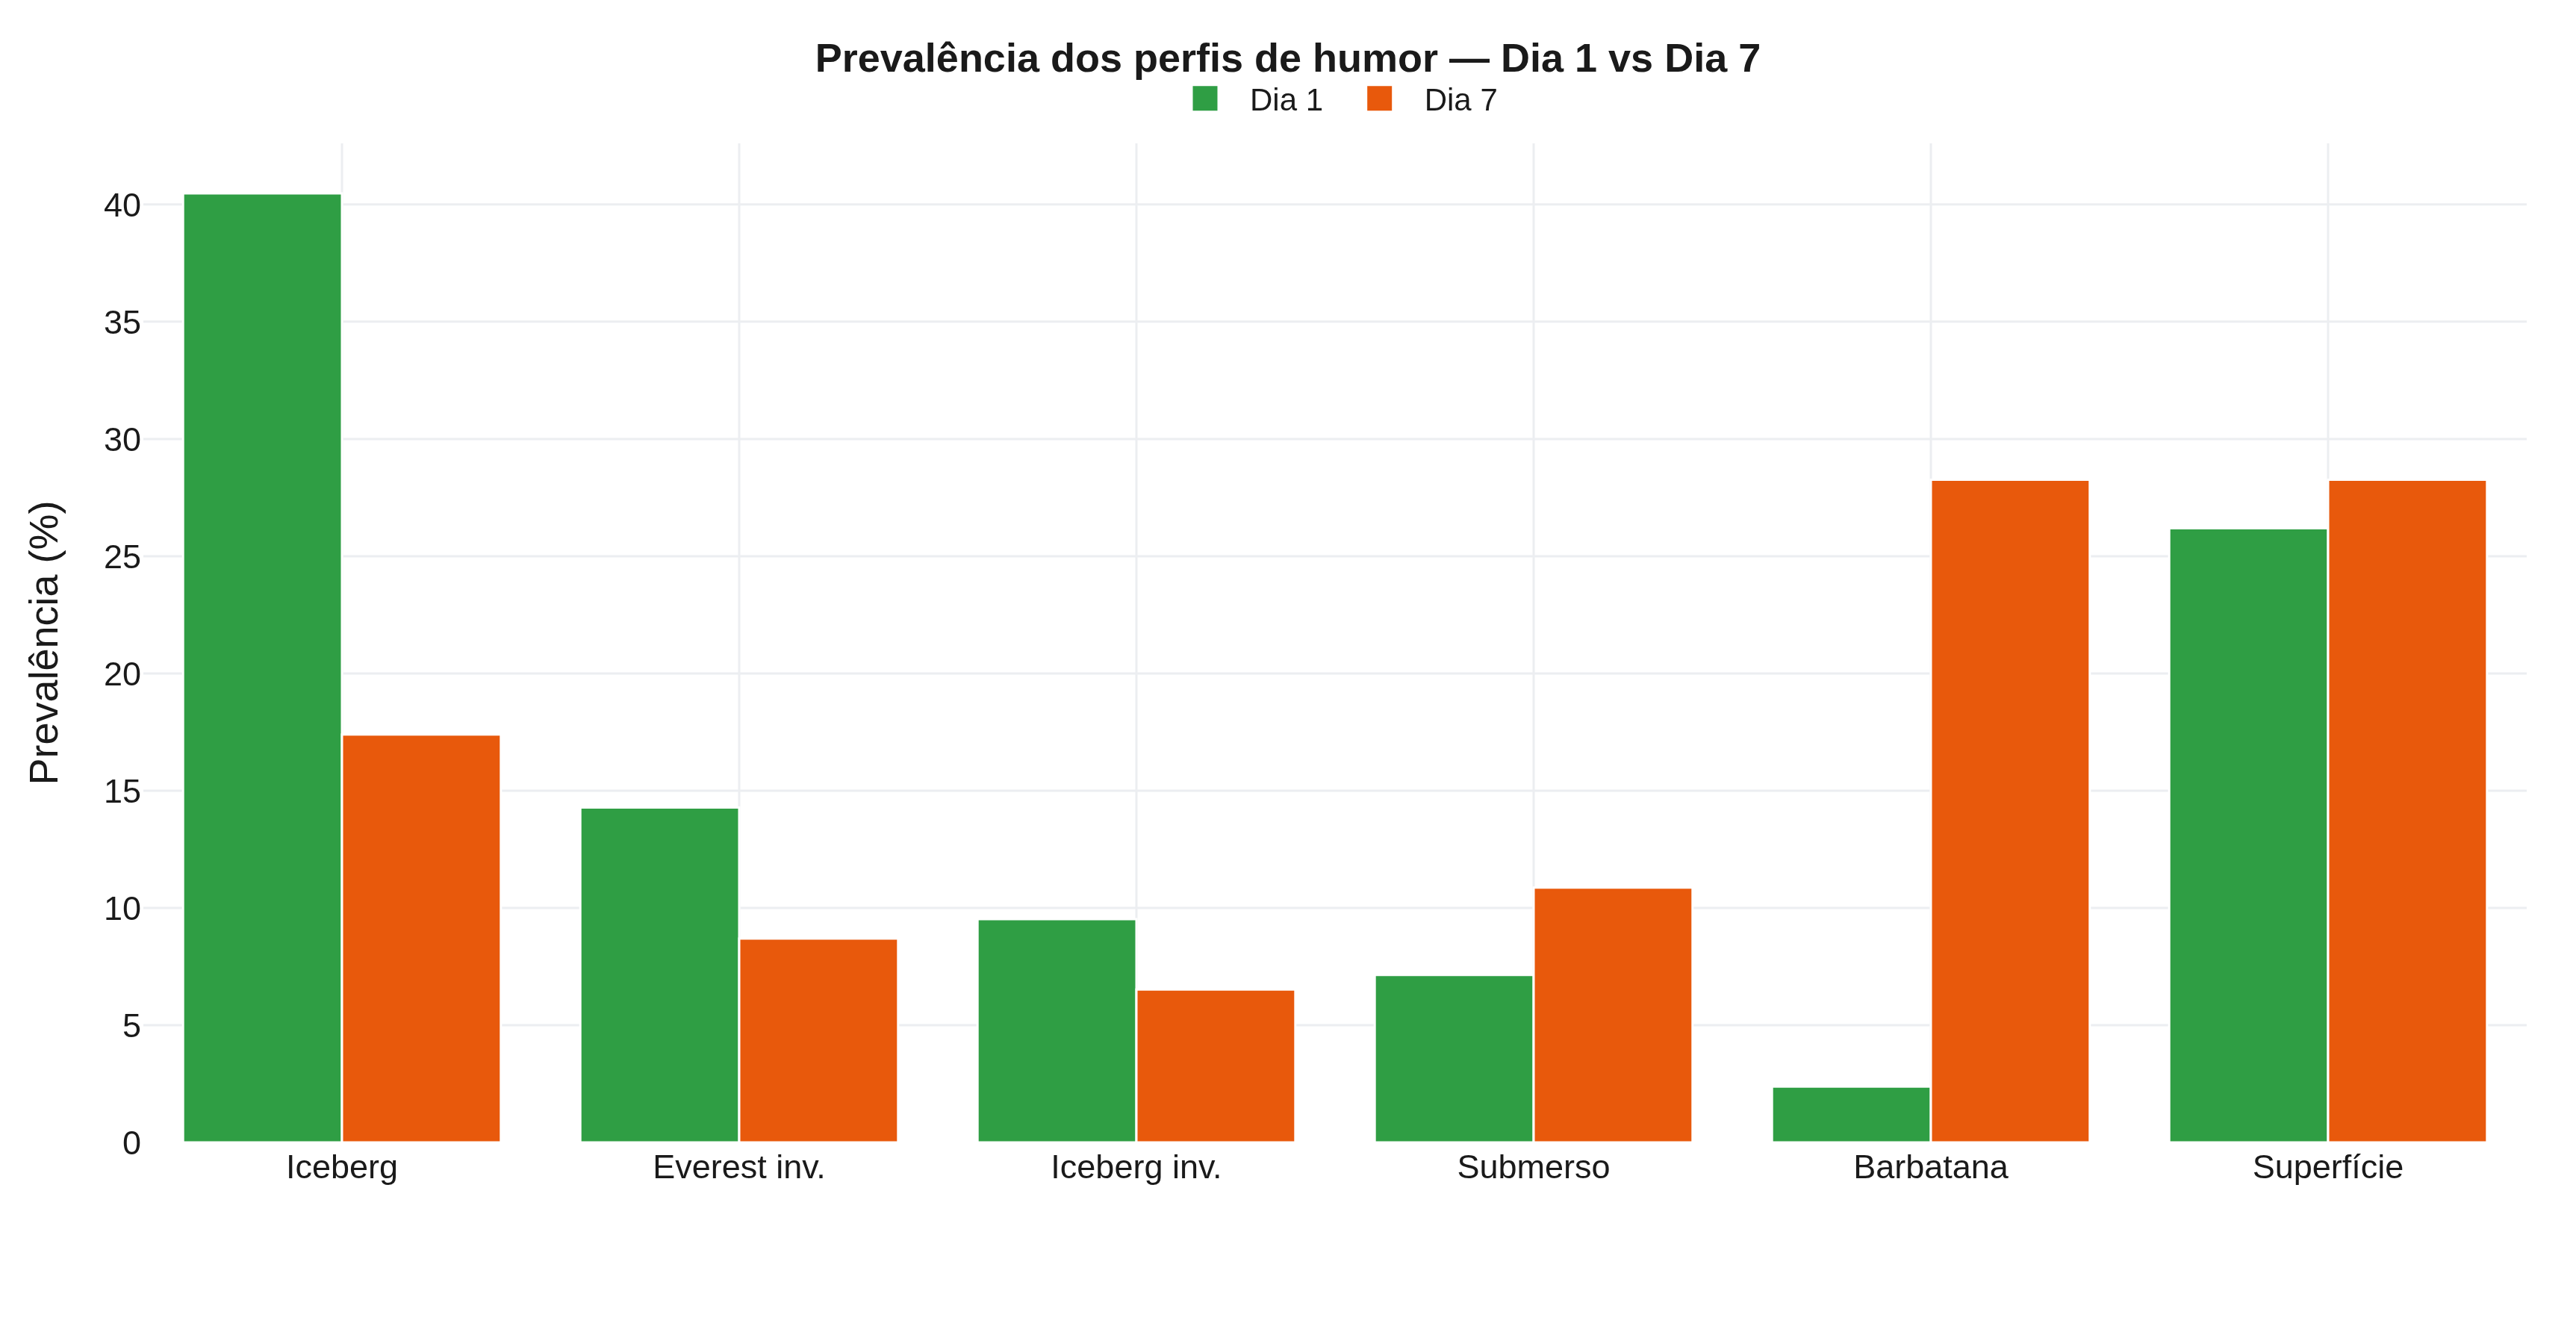 Prevalência dos perfis de humor — Dia 1 vs Dia 7
Dia 1 Dia 7
Prevalência (%)
40
35
30
25
20
15
10
5
0
Iceberg Everest inv. Iceberg inv. Submerso Barbatana Superfície